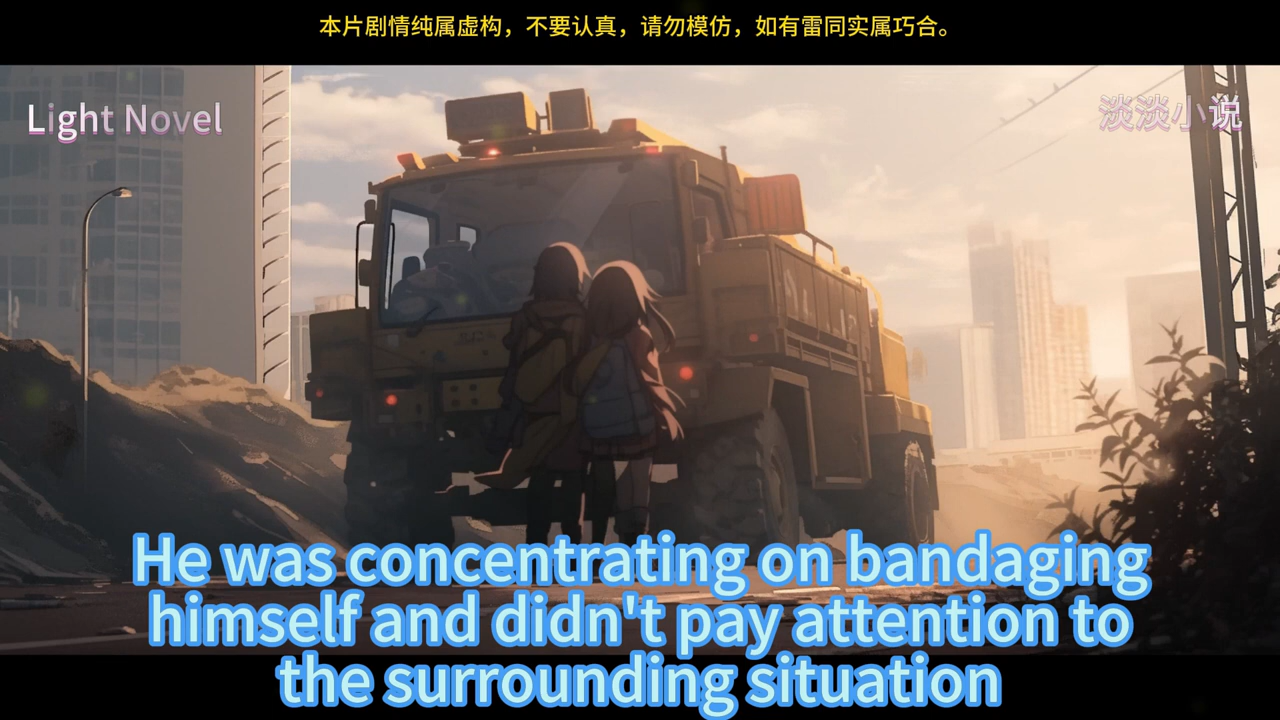 本片剧情纯属虚构，不要认真，请勿模仿，如有雷同实属巧合。
Light Novel
淡淡小说
He was concentrating on bandaging
himself and didn't pay attention to
the surrounding situation